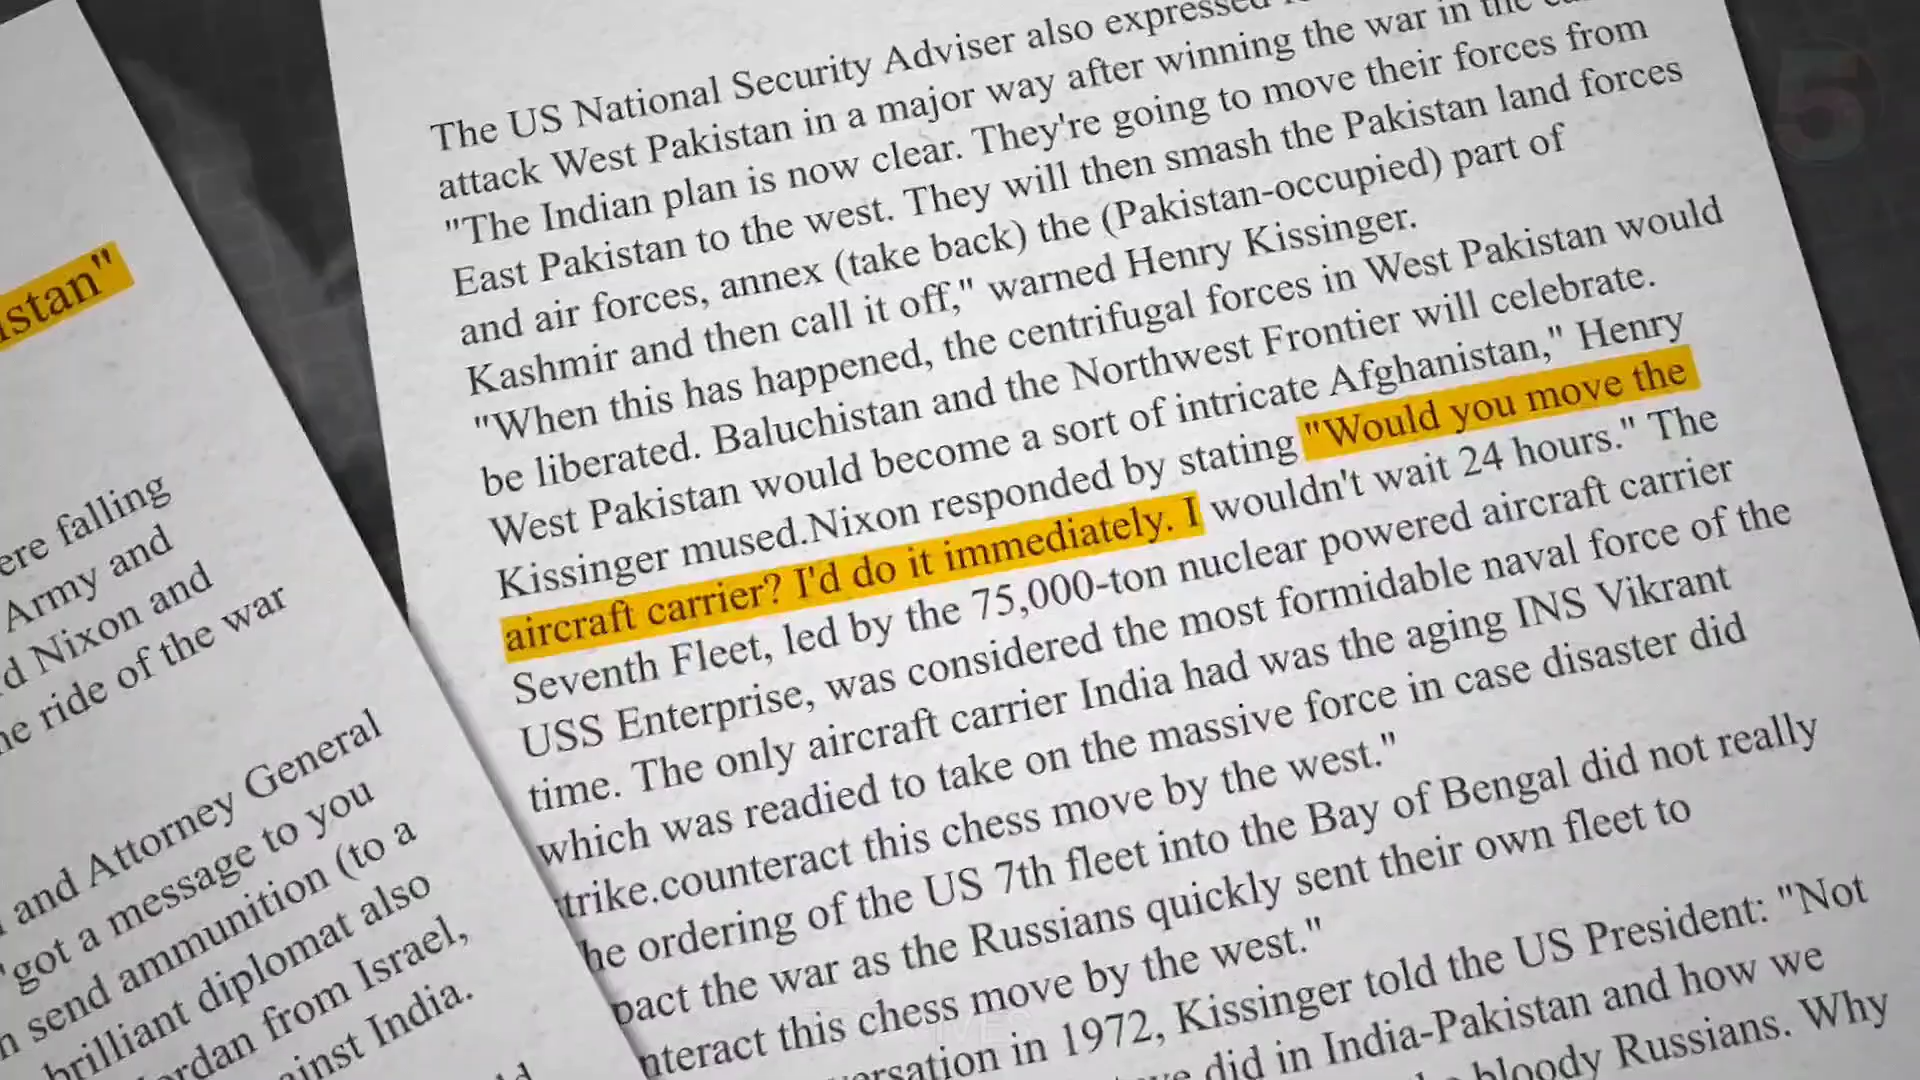 istan"
ere falling
Army and
d Nixon and
he ride of the war
and Attorney General
'got a message to you
n send ammunition (to a
brilliant diplomat also
ordan from Israel,
ainst India.
The US National Security Adviser also expressed
attack West Pakistan in a major way after winning the war in the
"The Indian plan is now clear. They're going to move their forces from
East Pakistan to the west. They will then smash the Pakistan land forces
and air forces, annex (take back) the (Pakistan-occupied) part of
Kashmir and then call it off," warned Henry Kissinger.
"When this has happened, the centrifugal forces in West Pakistan would
be liberated. Baluchistan and the Northwest Frontier will celebrate.
West Pakistan would become a sort of intricate Afghanistan," Henry
Kissinger mused.Nixon responded by stating "Would you move the
aircraft carrier? I'd do it immediately. I wouldn't wait 24 hours." The
Seventh Fleet, led by the 75,000-ton nuclear powered aircraft carrier
USS Enterprise, was considered the most formidable naval force of the
time. The only aircraft carrier India had was the aging INS Vikrant
which was readied to take on the massive force in case disaster did
trike.counteract this chess move by the west."
he ordering of the US 7th fleet into the Bay of Bengal did not really
pact the war as the Russians quickly sent their own fleet to
nteract this chess move by the west."
ersation in 1972, Kissinger told the US President: "Not
we did in India-Pakistan and how we
bloody Russians. Why
5